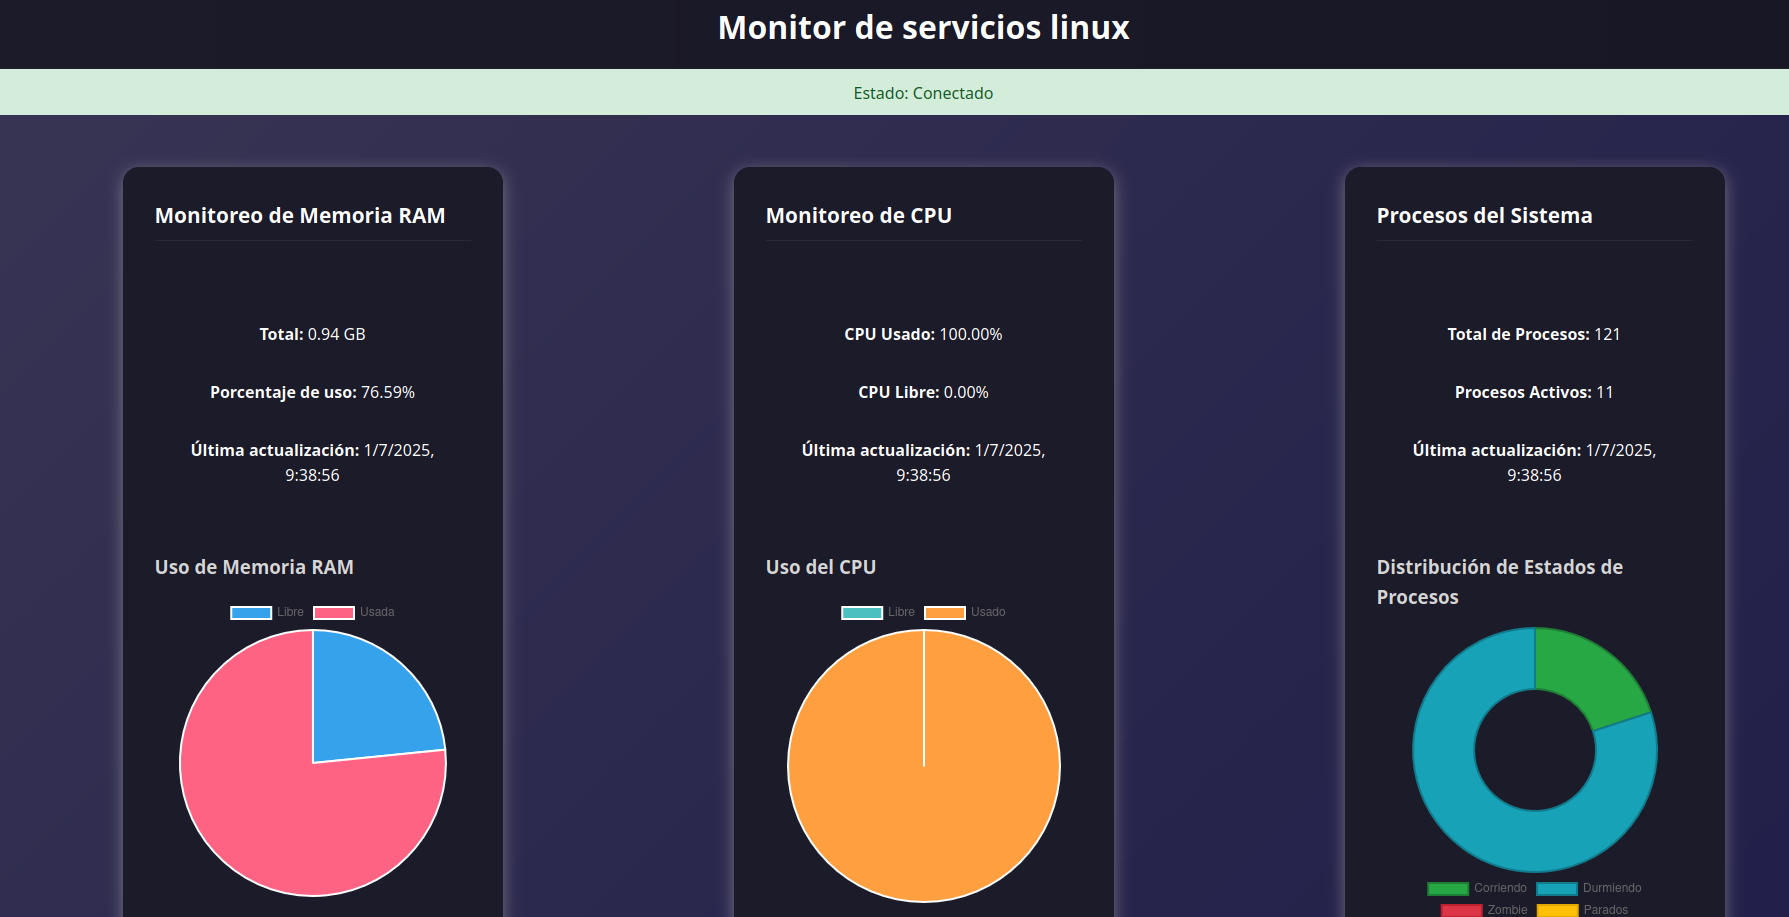 Monitor de servicios linux
Estado: Conectado
Monitoreo de Memoria RAM
Total: 0.94 GB
Porcentaje de uso: 76.59%
Última actualización: 1/7/2025,
9:38:56
Uso de Memoria RAM
Libre Usada
Monitoreo de CPU
CPU Usado: 100.00%
CPU Libre: 0.00%
Última actualización: 1/7/2025,
9:38:56
Uso del CPU
Libre Usado
Procesos del Sistema
Total de Procesos: 121
Procesos Activos: 11
Última actualización: 1/7/2025,
9:38:56
Distribución de Estados de
Procesos
Corriendo Durmiendo
Zombie Parados